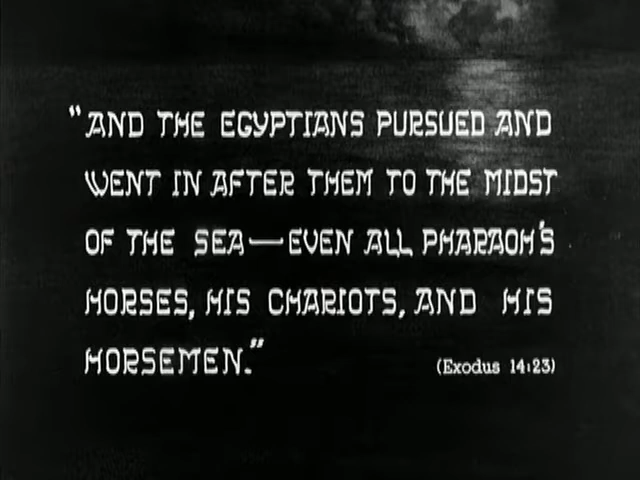 "AND THE EGYPTIANS PURSUED AND
WENT IN AFTER THEM TO THE MIDST
OF THE SEA—EVEN ALL PHARAOH'S
HORSES, HIS CHARIOTS, AND HIS
HORSEMEN."
(Exodus 14:23)